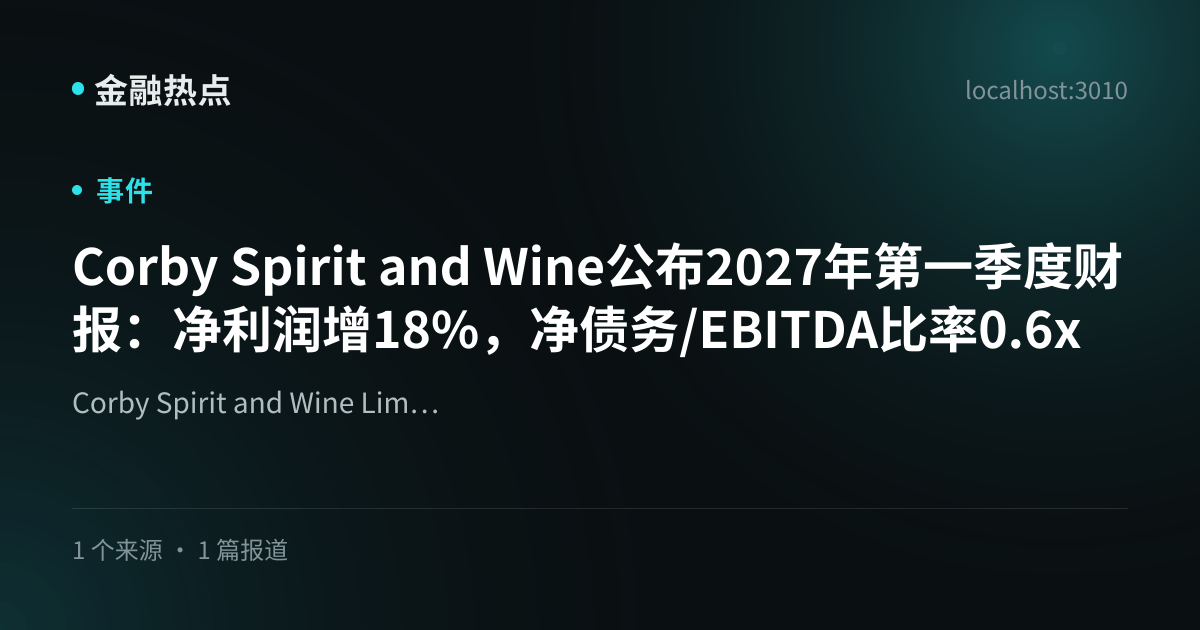 金融热点
localhost:3010
事件
Corby Spirit and Wine公布2027年第一季度财
报：净利润增18%，净债务/EBITDA比率0.6x
Corby Spirit and Wine Lim…
1 个来源 · 1 篇报道